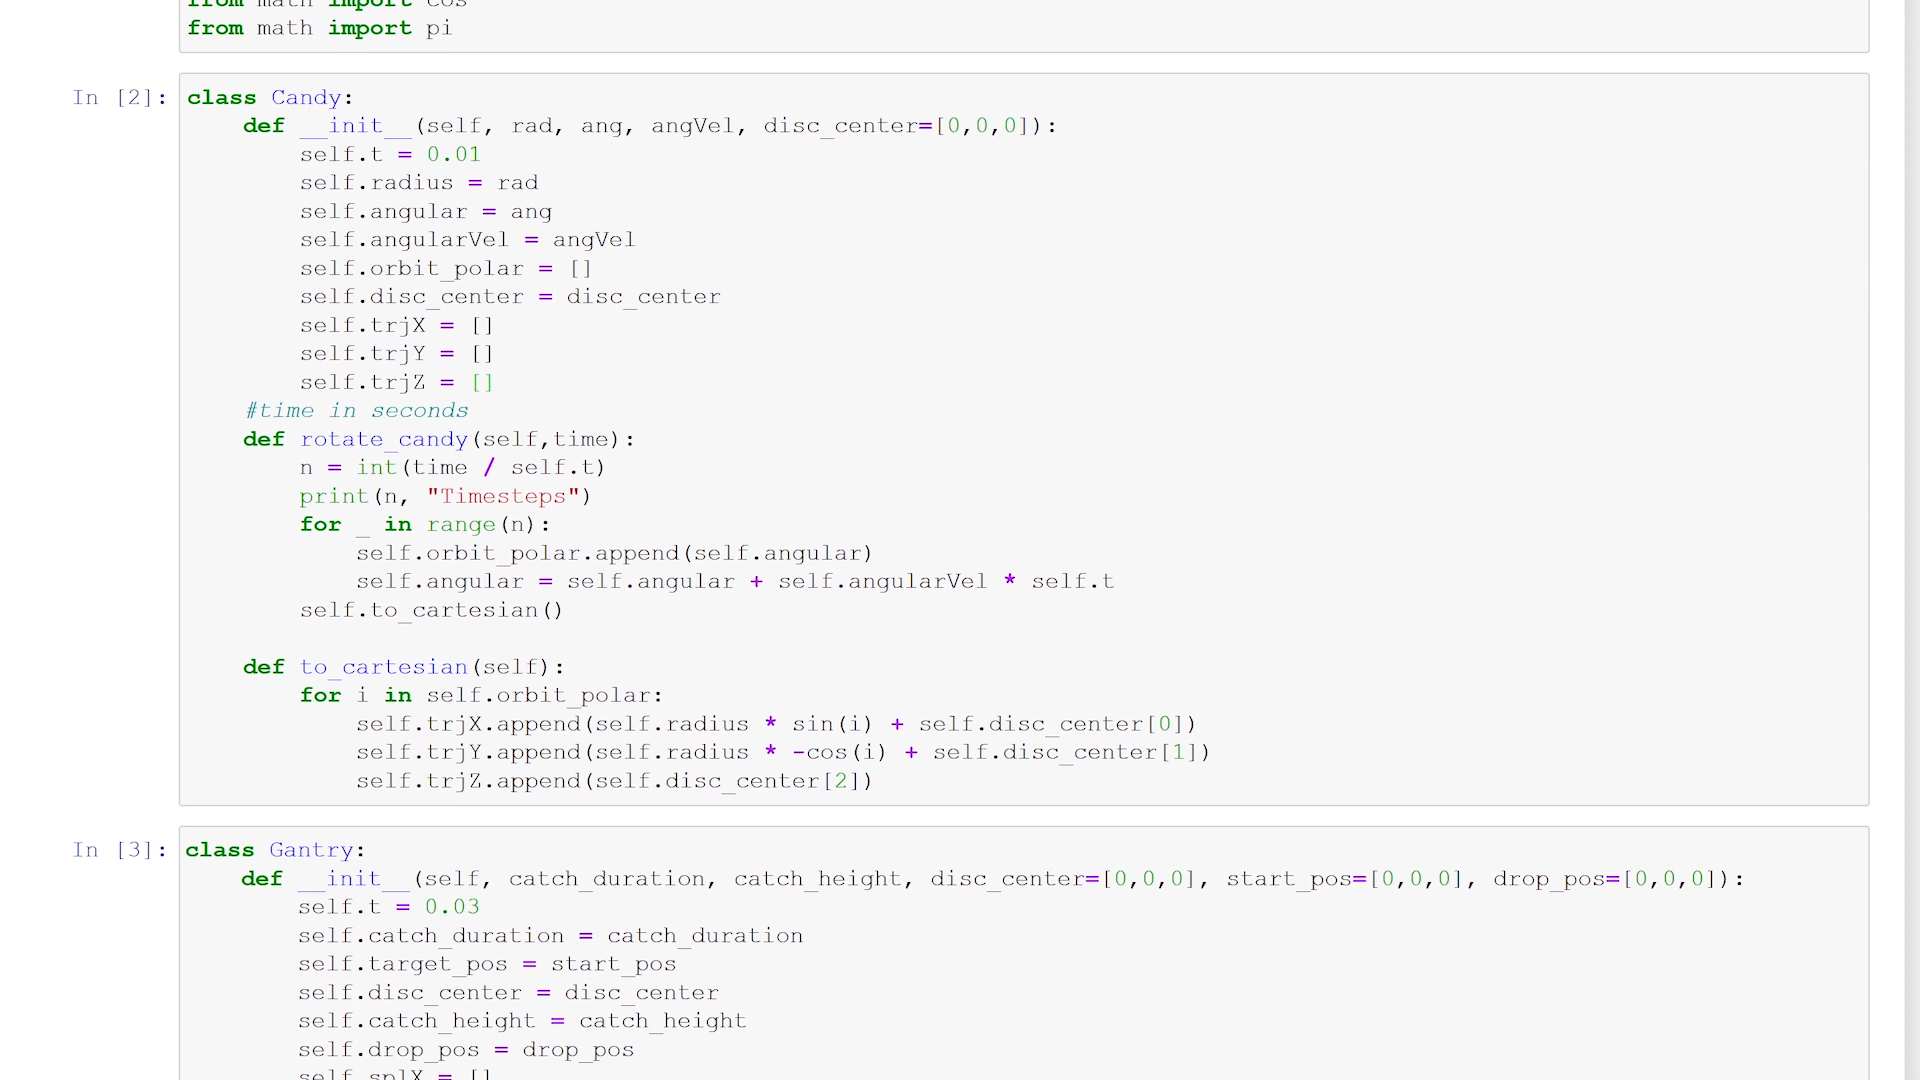 from math import cos
from math import pi
In [2]:
class Candy:
def __init__(self, rad, ang, angVel, disc_center=[0,0,0]):
self.t = 0.01
self.radius = rad
self.angular = ang
self.angularVel = angVel
self.orbit_polar = []
self.disc_center = disc_center
self.trjX = []
self.trjY = []
self.trjZ = []
#time in seconds
def rotate_candy(self,time):
n = int(time / self.t)
print(n, "Timesteps")
for _ in range(n):
self.orbit_polar.append(self.angular)
self.angular = self.angular + self.angularVel * self.t
self.to_cartesian()
def to_cartesian(self):
for i in self.orbit_polar:
self.trjX.append(self.radius * sin(i) + self.disc_center[0])
self.trjY.append(self.radius * -cos(i) + self.disc_center[1])
self.trjZ.append(self.disc_center[2])
In [3]:
class Gantry:
def __init__(self, catch_duration, catch_height, disc_center=[0,0,0], start_pos=[0,0,0], drop_pos=[0,0,0]):
self.t = 0.03
self.catch_duration = catch_duration
self.target_pos = start_pos
self.disc_center = disc_center
self.catch_height = catch_height
self.drop_pos = drop_pos
self.splX = []